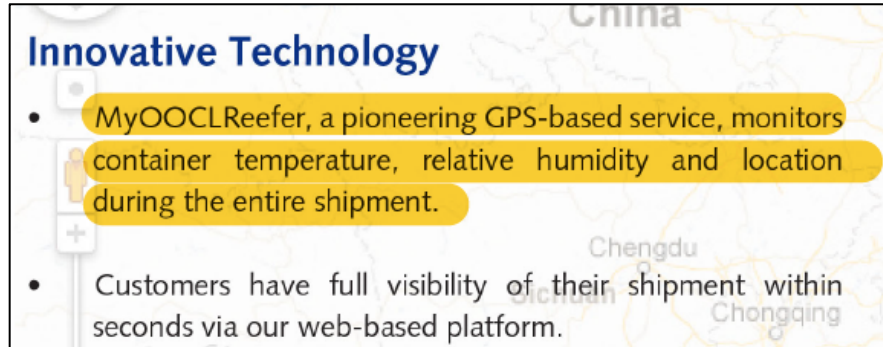 China
Innovative Technology
• MyOOCLReefer, a pioneering GPS-based service, monitors
container temperature, relative humidity and location
during the entire shipment.
Chengdu
• Customers have full visibility of their shipment within
Sichuan
seconds via our web-based platform.
Chongqing